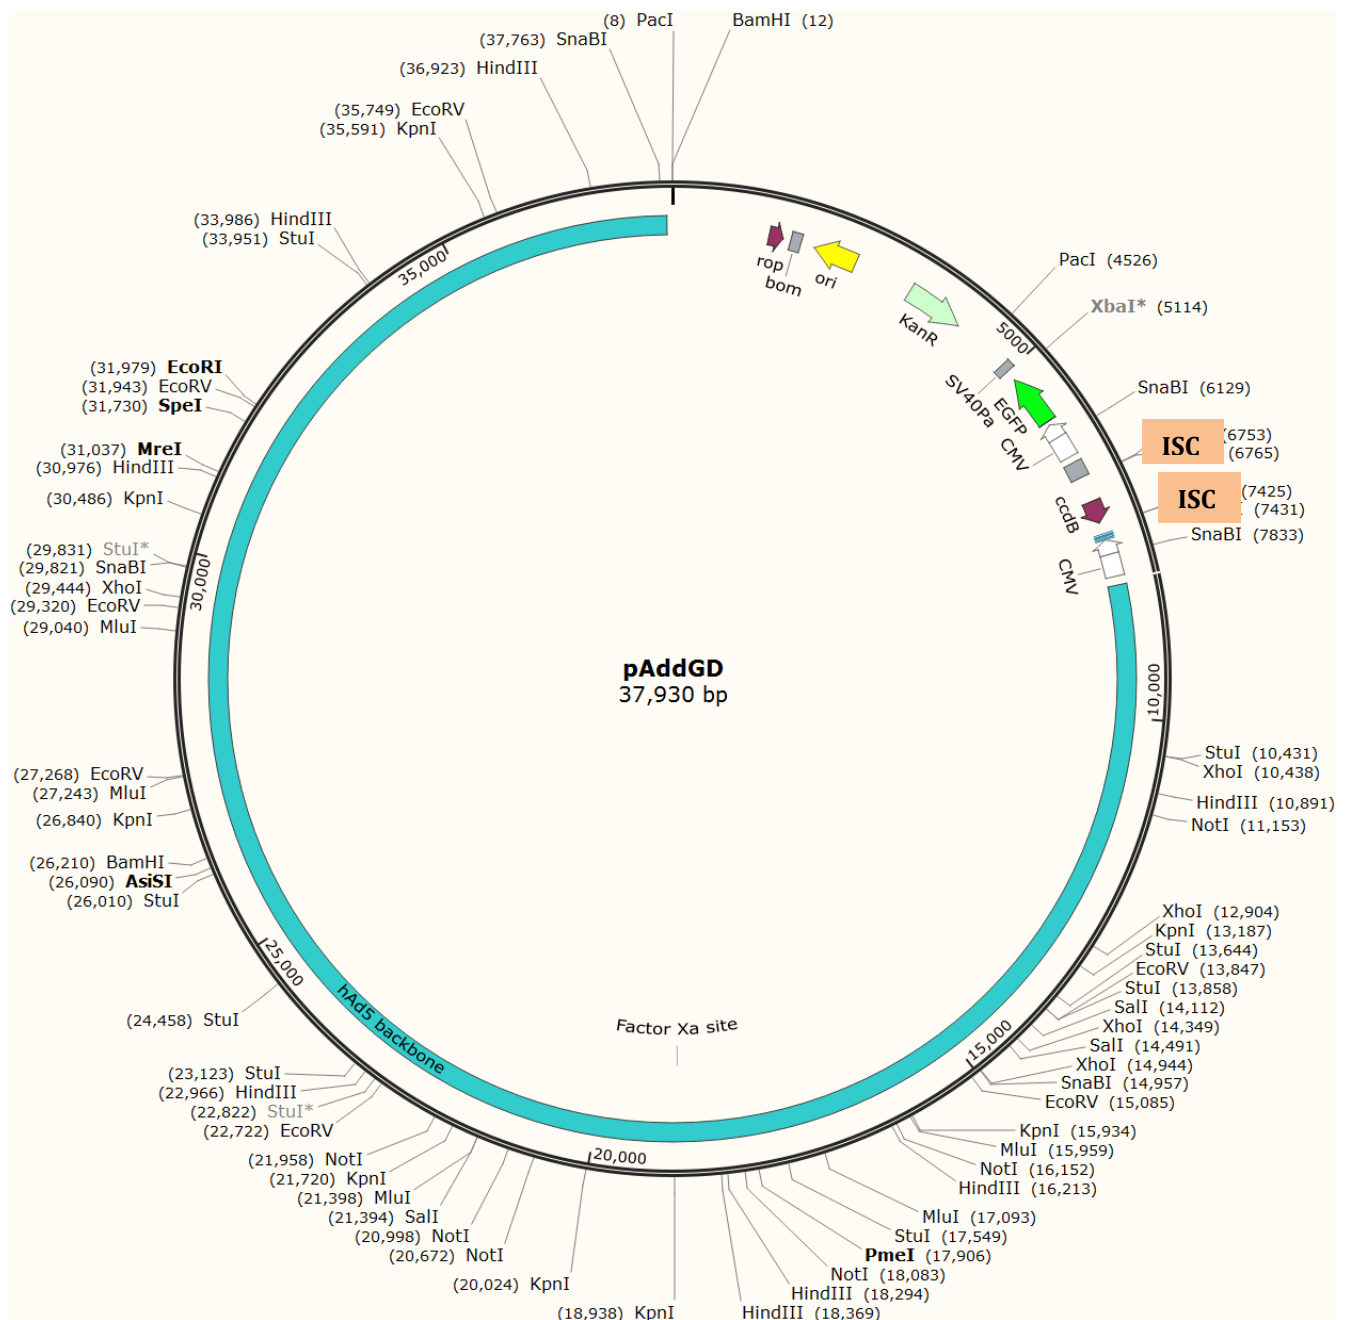 (8) PacI
BamHI (12)
(37,763) SnaBI
(36,923) HindIII
(35,749) EcoRV
(35,591) KpnI
(33,986) HindIII
(33,951) StuI
35,000
(31,979) EcoRI
(31,943) EcoRV
(31,730) SpeI
(31,037) MreI
(30,976) HindIII
(30,486) KpnI
(29,831) StuI*
(29,821) SnaBI
(29,444) XhoI
(29,320) EcoRV
(29,040) MluI
30,000
(27,268) EcoRV
(27,243) MluI
(26,840) KpnI
(26,210) BamHI
(26,090) AsiSI
(26,010) StuI
25,000
(24,458) StuI
(23,123) StuI
(22,966) HindIII
(22,822) StuI*
(22,722) EcoRV
(21,958) NotI
(21,720) KpnI
(21,398) MluI
(21,394) SalI
(20,998) NotI
(20,672) NotI
(20,024) KpnI
(18,938) KpnI
20,000
rop
bom
ori
KanR
SV40Pa
EGFP
CMV
ccdB
CMV
5000
PacI (4526)
XbaI* (5114)
SnaBI (6129)
ISC (6753)
(6765)
ISC (7425)
(7431)
SnaBI (7833)
pAddGD
37,930 bp
10,000
StuI (10,431)
XhoI (10,438)
HindIII (10,891)
NotI (11,153)
XhoI (12,904)
KpnI (13,187)
StuI (13,644)
EcoRV (13,847)
StuI (13,858)
SalI (14,112)
XhoI (14,349)
SalI (14,491)
XhoI (14,944)
SnaBI (14,957)
EcoRV (15,085)
15,000
KpnI (15,934)
MluI (15,959)
NotI (16,152)
HindIII (16,213)
MluI (17,093)
StuI (17,549)
PmeI (17,906)
NotI (18,083)
HindIII (18,294)
HindIII (18,369)
Factor Xa site
hAd5 backbone